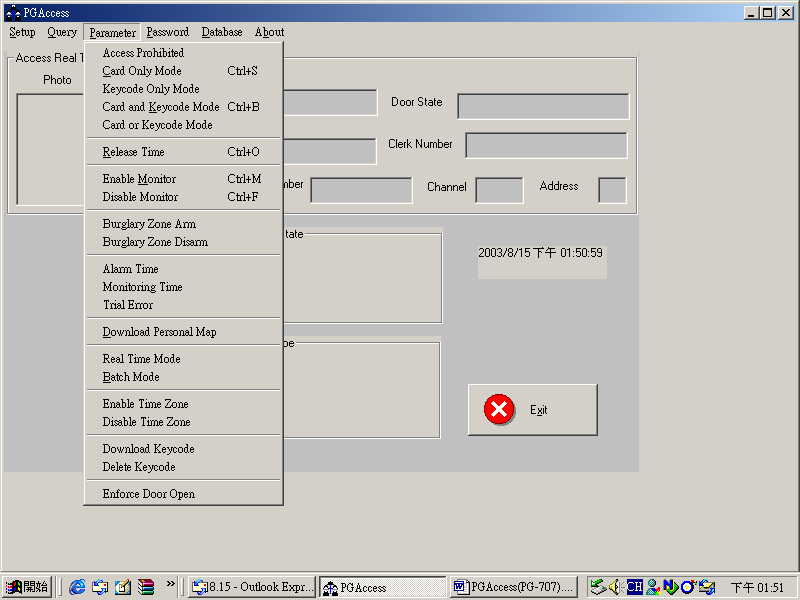 PGAccess
Setup Query Parameter Password Database About
Access Real T
Photo
Access Prohibited
Card Only Mode Ctrl+S
Keycode Only Mode
Card and Keycode Mode Ctrl+B
Card or Keycode Mode
Release Time Ctrl+O
Enable Monitor Ctrl+M
Disable Monitor Ctrl+F
Burglary Zone Arm
Burglary Zone Disarm
Alarm Time
Monitoring Time
Trial Error
Download Personal Map
Real Time Mode
Batch Mode
Enable Time Zone
Disable Time Zone
Download Keycode
Delete Keycode
Enforce Door Open
Door State
Clerk Number
mber Channel Address
tate
2003/8/15 下午 01:50:59
pe
Exit
開始 » 8.15 - Outlook Expr... PGAccess PGAccess(PG-707).... CH 下午 01:51